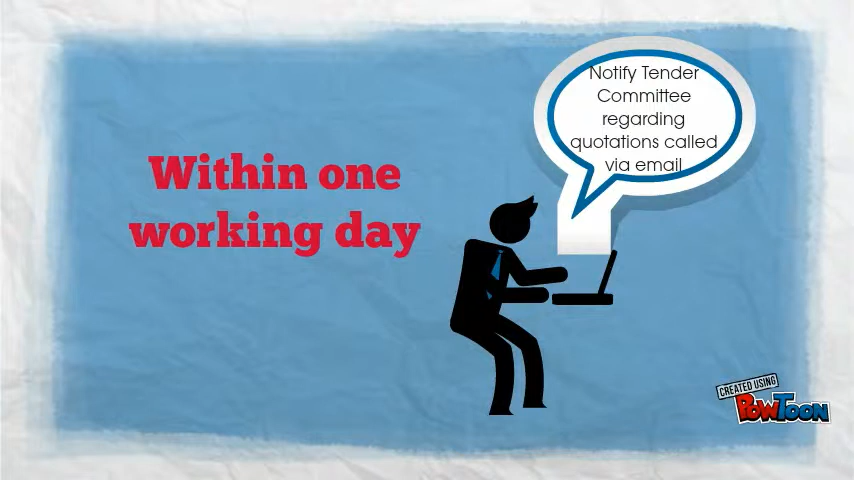 Within one
working day
Notify Tender
Committee
regarding
quotations called
via email
CREATED USING
PowToon